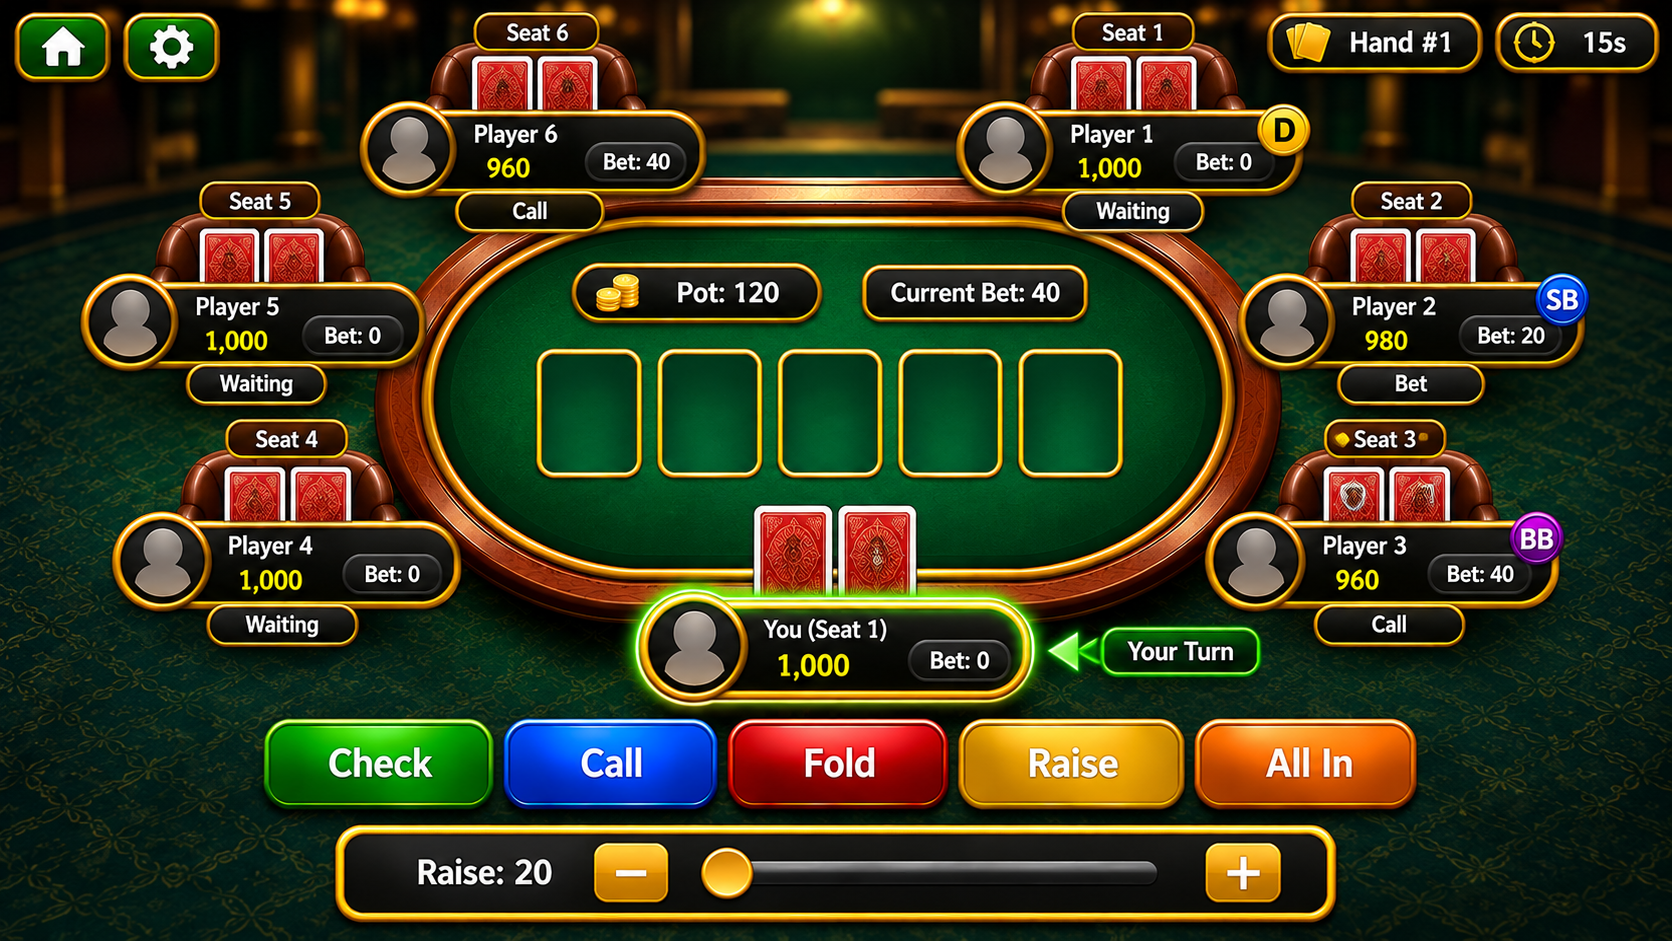 Seat 6
Seat 1
Hand #1
15s
Player 6
960
Bet: 40
Call
Player 1
1,000
Bet: 0
D
Waiting
Seat 5
Player 5
1,000
Bet: 0
Waiting
Seat 2
Player 2
980
Bet: 20
SB
Bet
Pot: 120
Current Bet: 40
Seat 4
Player 4
1,000
Bet: 0
Waiting
Seat 3
Player 3
960
Bet: 40
BB
Call
You (Seat 1)
1,000
Bet: 0
Your Turn
Check
Call
Fold
Raise
All In
Raise: 20
−
+